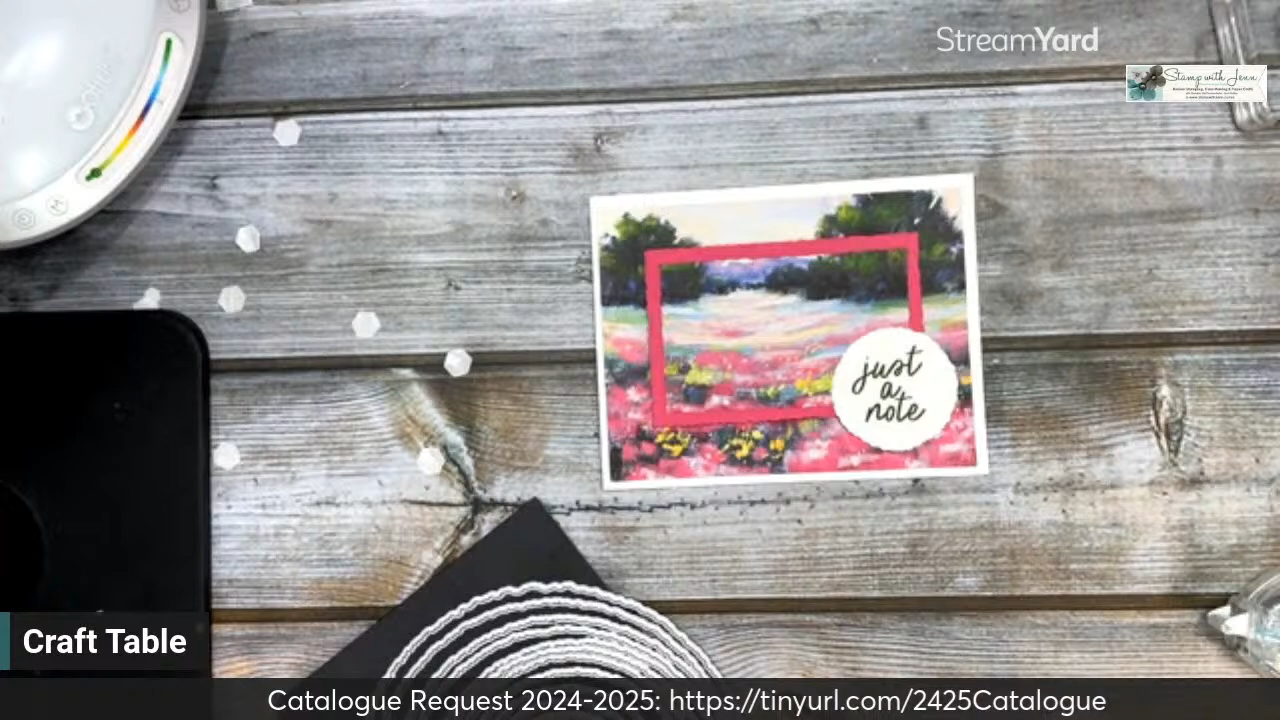 StreamYard
Stamp with Jenn
just
a
note
Craft Table
Catalogue Request 2024-2025: https://tinyurl.com/2425Catalogue